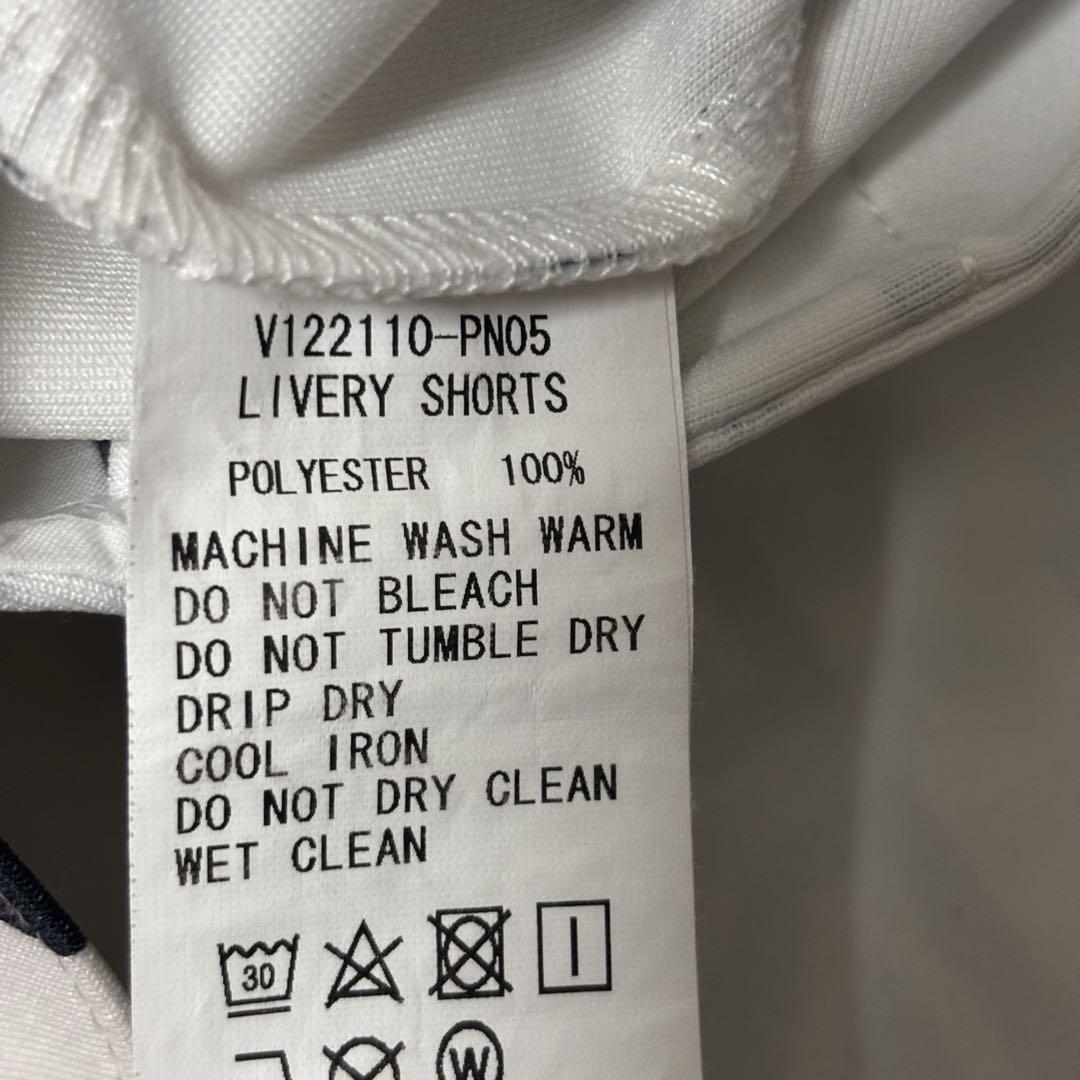 V122110-PN05
LIVERY SHORTS
POLYESTER 100%
MACHINE WASH WARM
DO NOT BLEACH
DO NOT TUMBLE DRY
DRIP DRY
COOL IRON
DO NOT DRY CLEAN
WET CLEAN
30
W